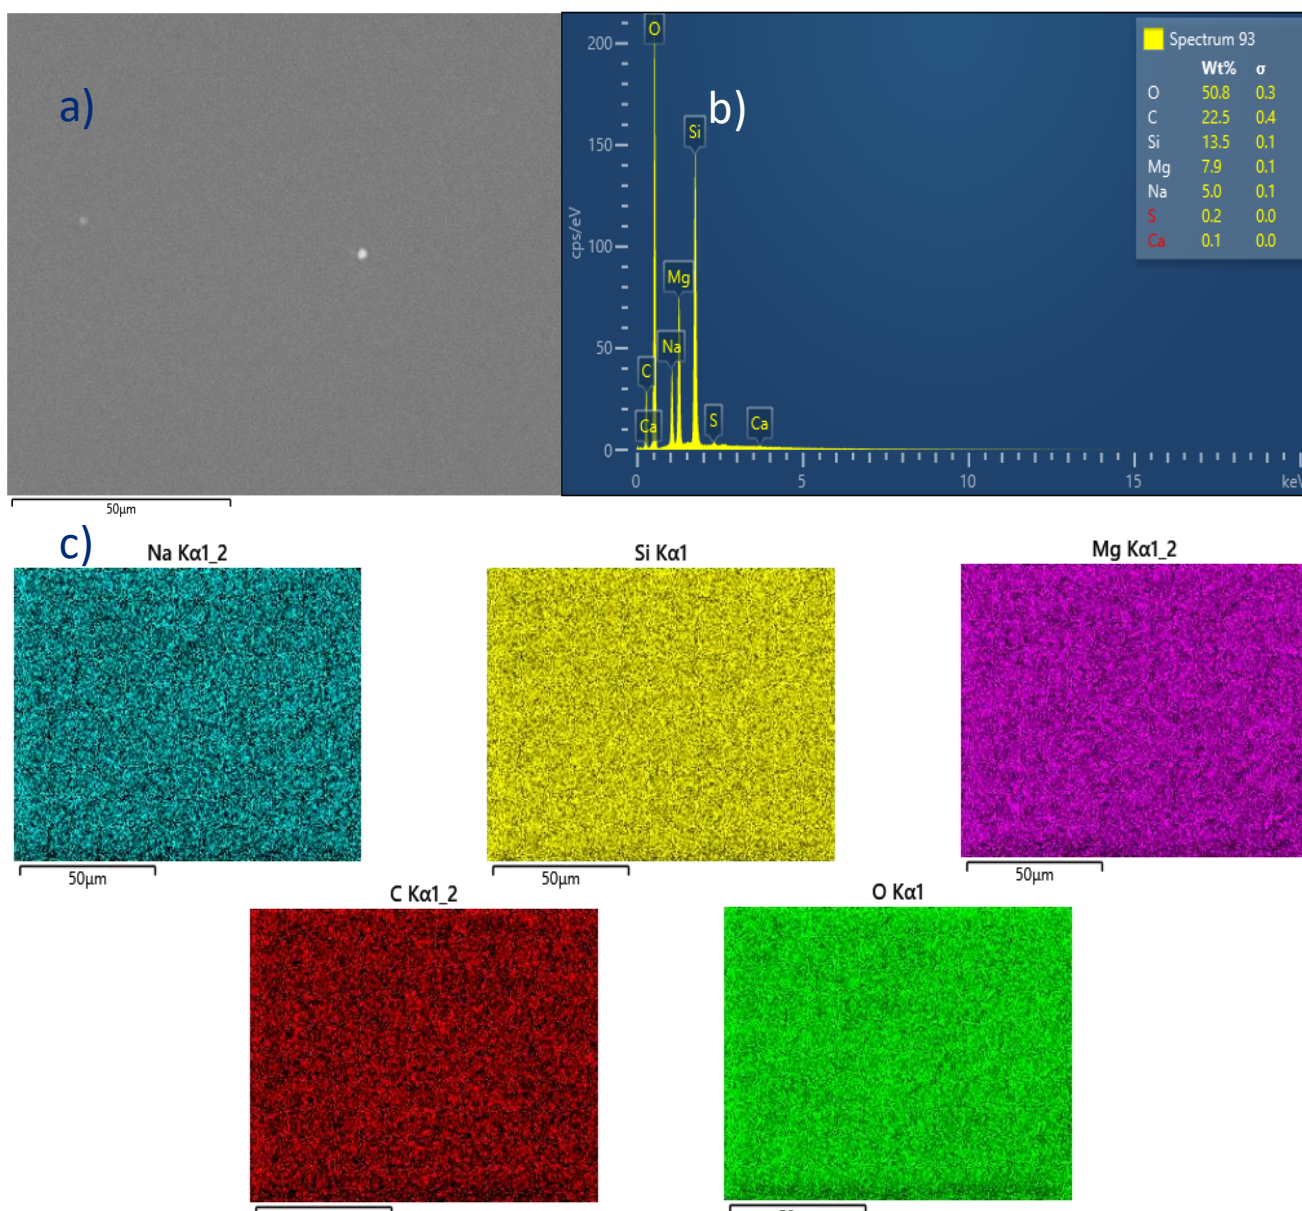 a)
50µm
b)
cps/eV
200
150
100
50
0
O
Si
Mg
Na
C
Ca
S
Ca
0 5 10 15 keV
Spectrum 93
Wt% σ
O 50.8 0.3
C 22.5 0.4
Si 13.5 0.1
Mg 7.9 0.1
Na 5.0 0.1
S 0.2 0.0
Ca 0.1 0.0
c)
Na Kα1_2
50µm
Si Kα1
50µm
Mg Kα1_2
50µm
C Kα1_2
O Kα1